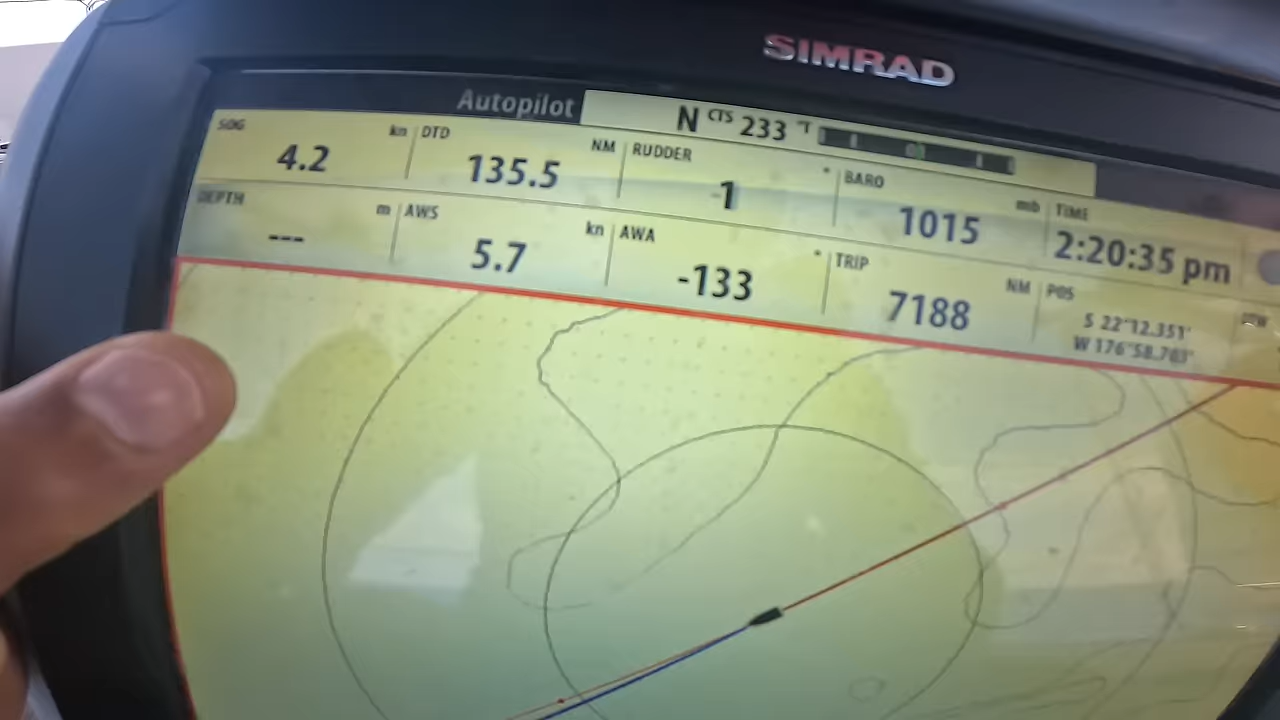 SIMRAD
Autopilot N CTS 233 °T
SOG kn DTD NM RUDDER ° BARO mb TIME
4.2 135.5 -1 1015 2:20:35 pm
DEPTH m AWS kn AWA ° TRIP NM POS DTW
--- 5.7 -133 7188 S 22°12.351'
W 176°58.703'